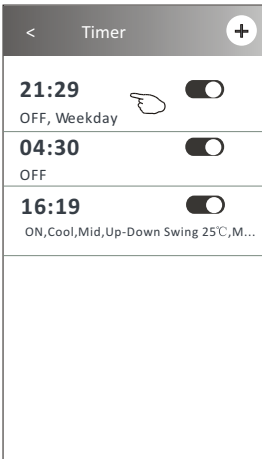 < Timer +
21:29
OFF, Weekday
04:30
OFF
16:19
ON,Cool,Mid,Up-Down Swing 25℃,M...